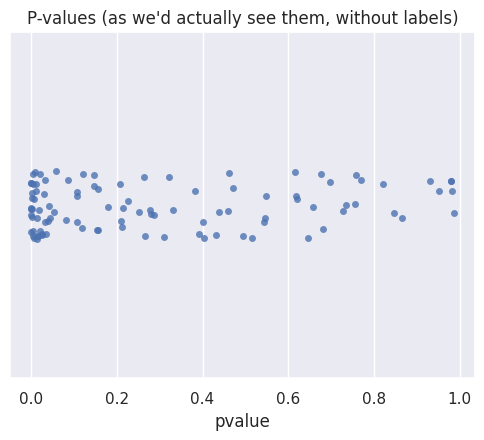 P-values (as we'd actually see them, without labels)
0.0 0.2 0.4 0.6 0.8 1.0
pvalue